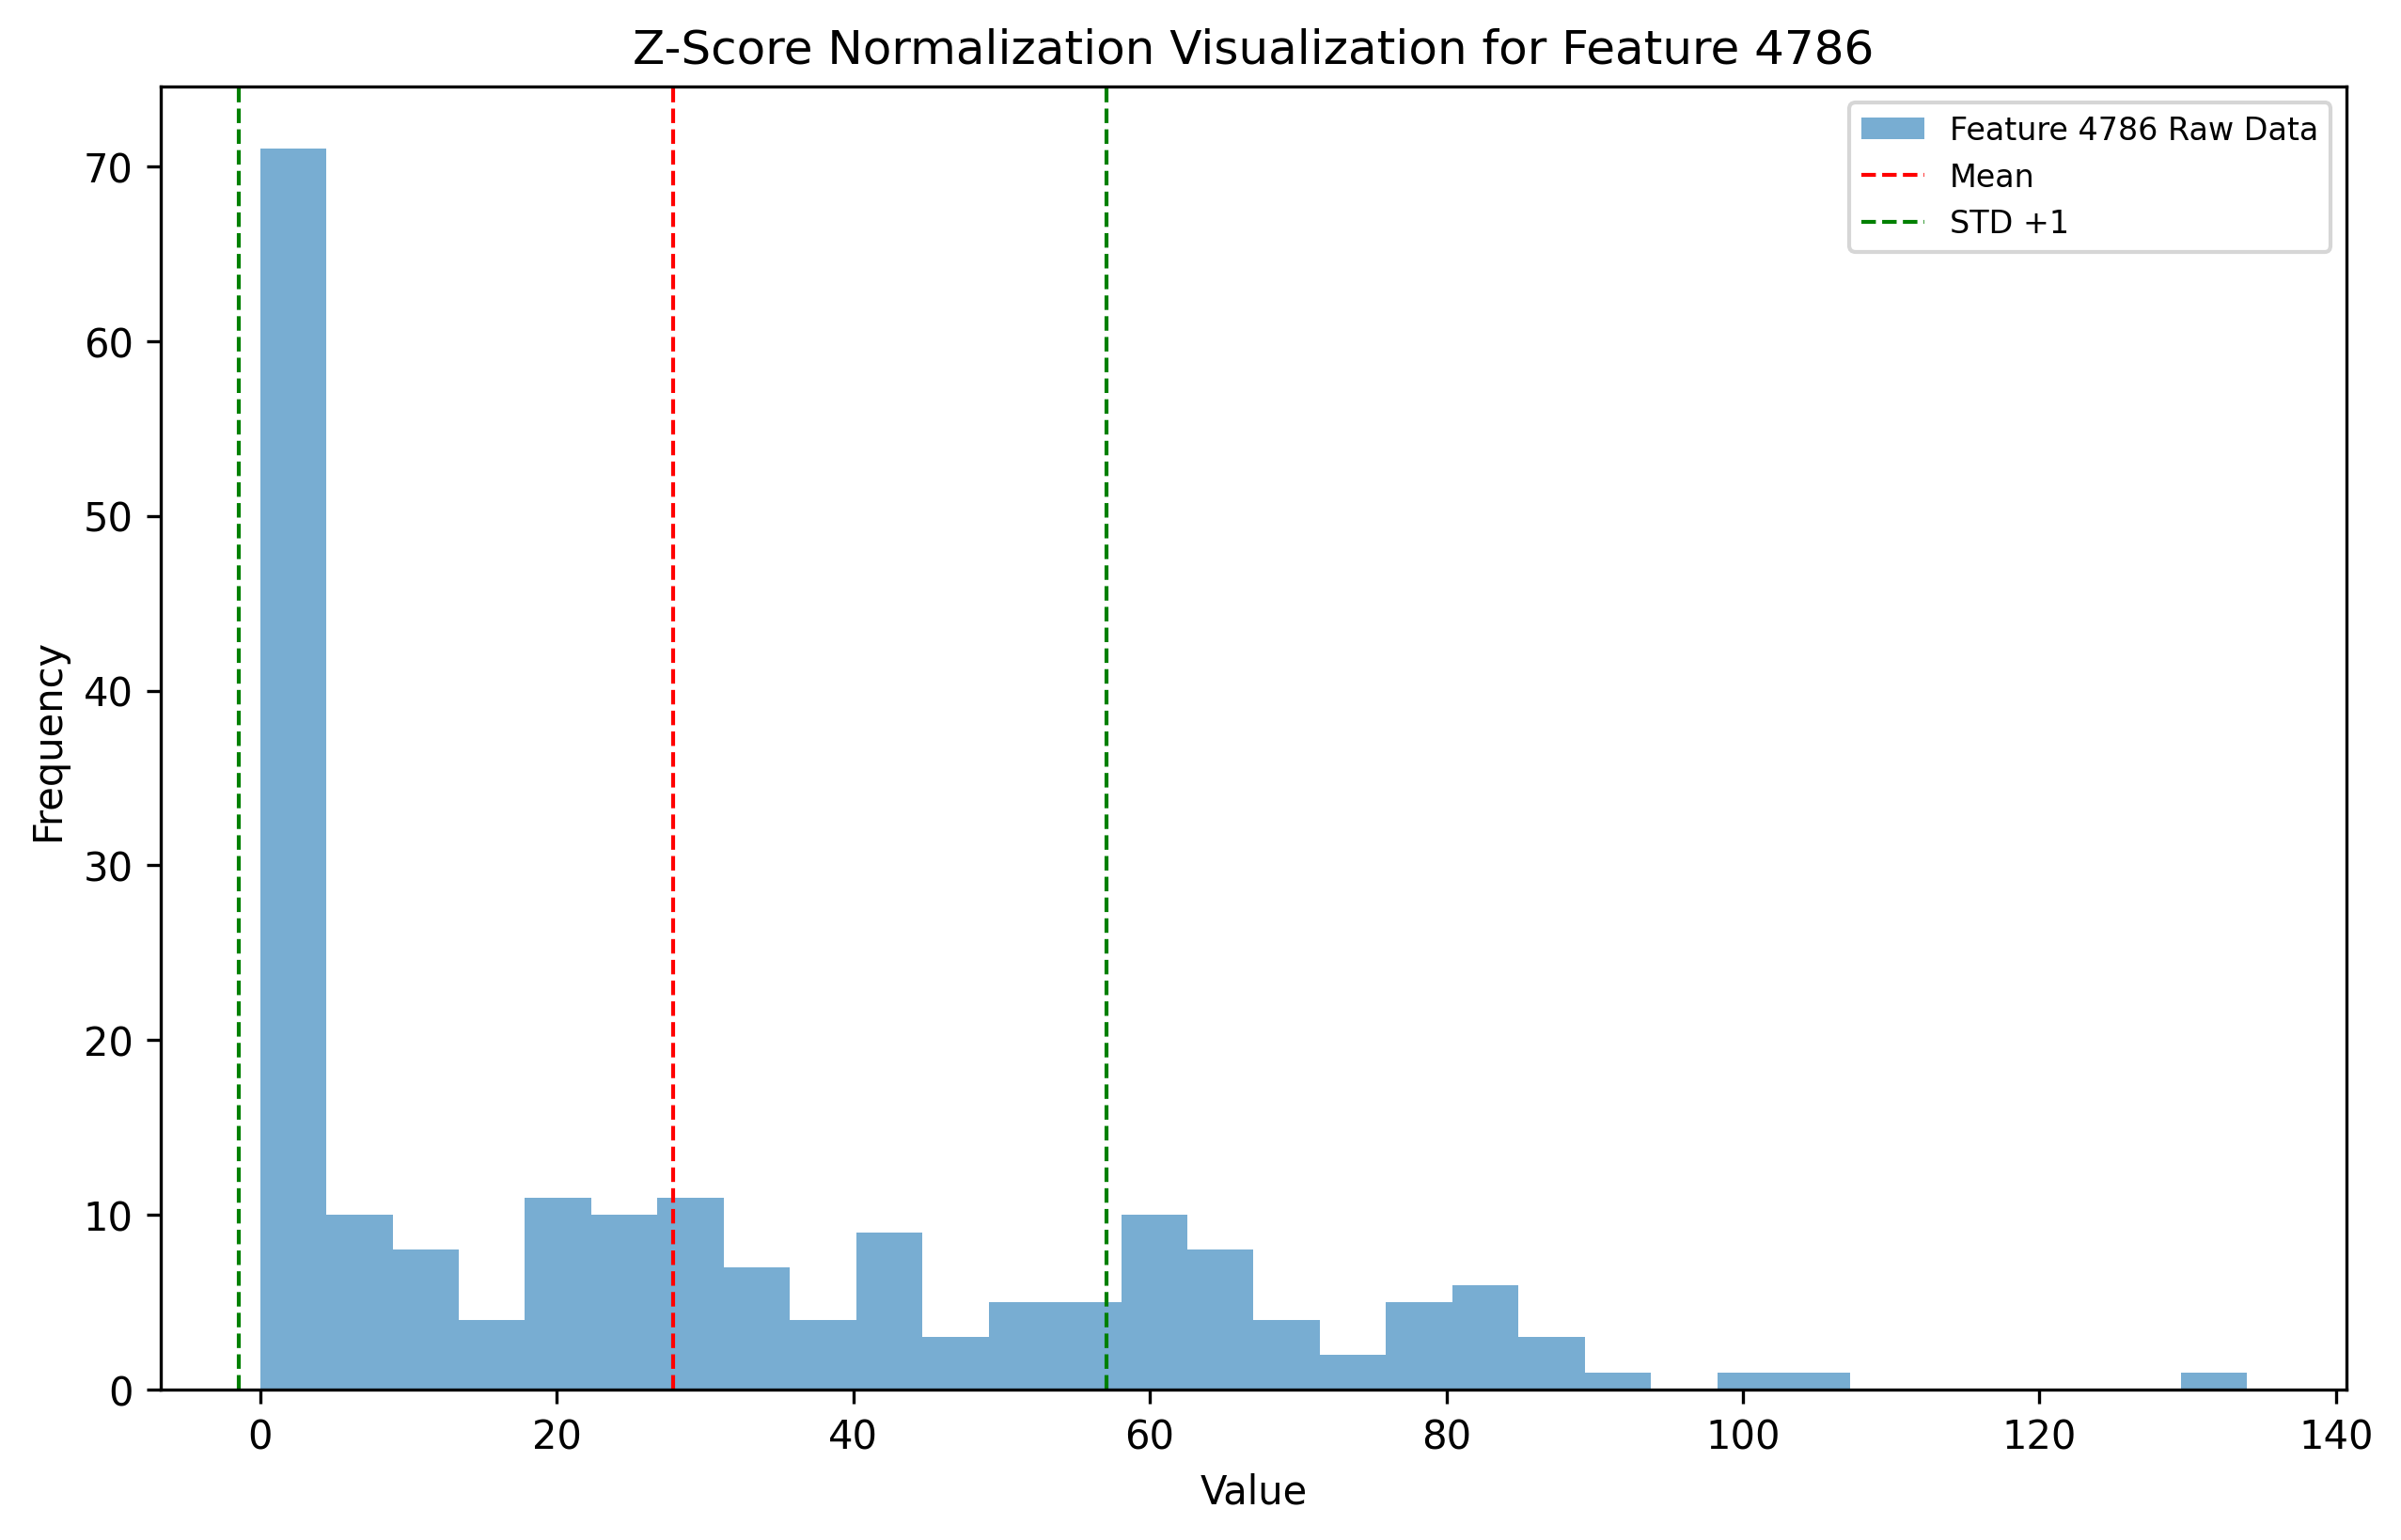 Z-Score Normalization Visualization for Feature 4786
Feature 4786 Raw Data
Mean
STD +1
Frequency
70
60
50
40
30
20
10
0
0 20 40 60 80 100 120 140
Value